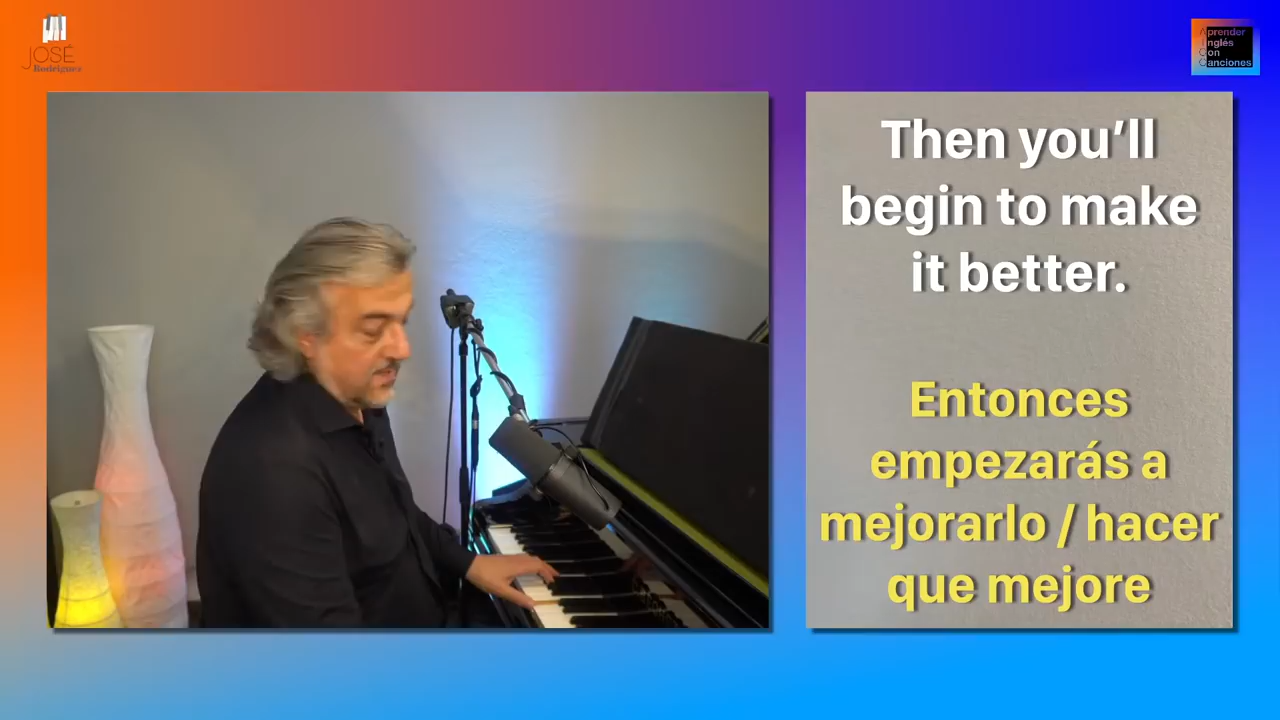 JOSÉ
Rodríguez
Aprender
Inglés
Con
Canciones
Then you'll
begin to make
it better.
Entonces
empezarás a
mejorarlo / hacer
que mejore